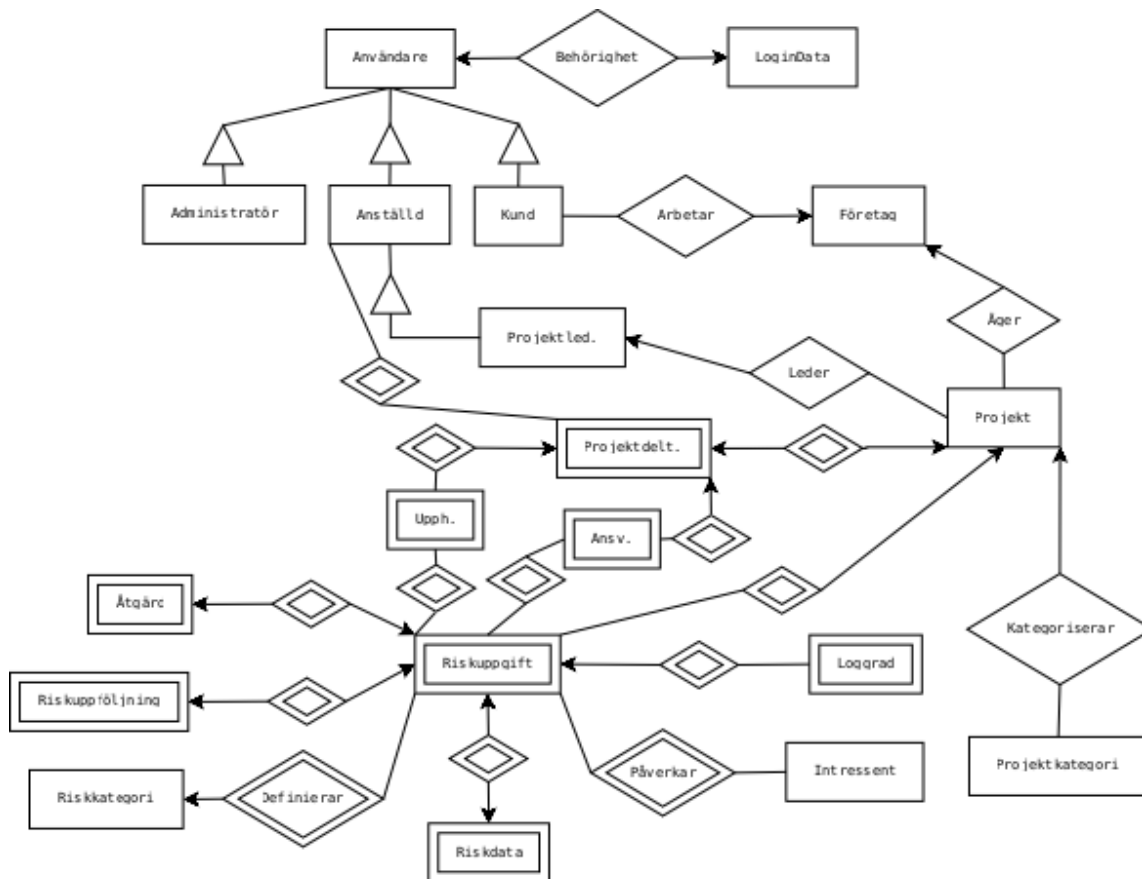 Användare
Behörighet
LoginData
Administratör
Anställd
Kund
Arbetar
Företag
Projektled.
Leder
Äger
Projekt
Projektdelt.
Upph.
Ansv.
Åtgärd
Kategoriserar
Riskuppgift
Loggrad
Riskuppföljning
Riskkategori
Definierar
Påverkar
Intressent
Projektkategori
Riskdata